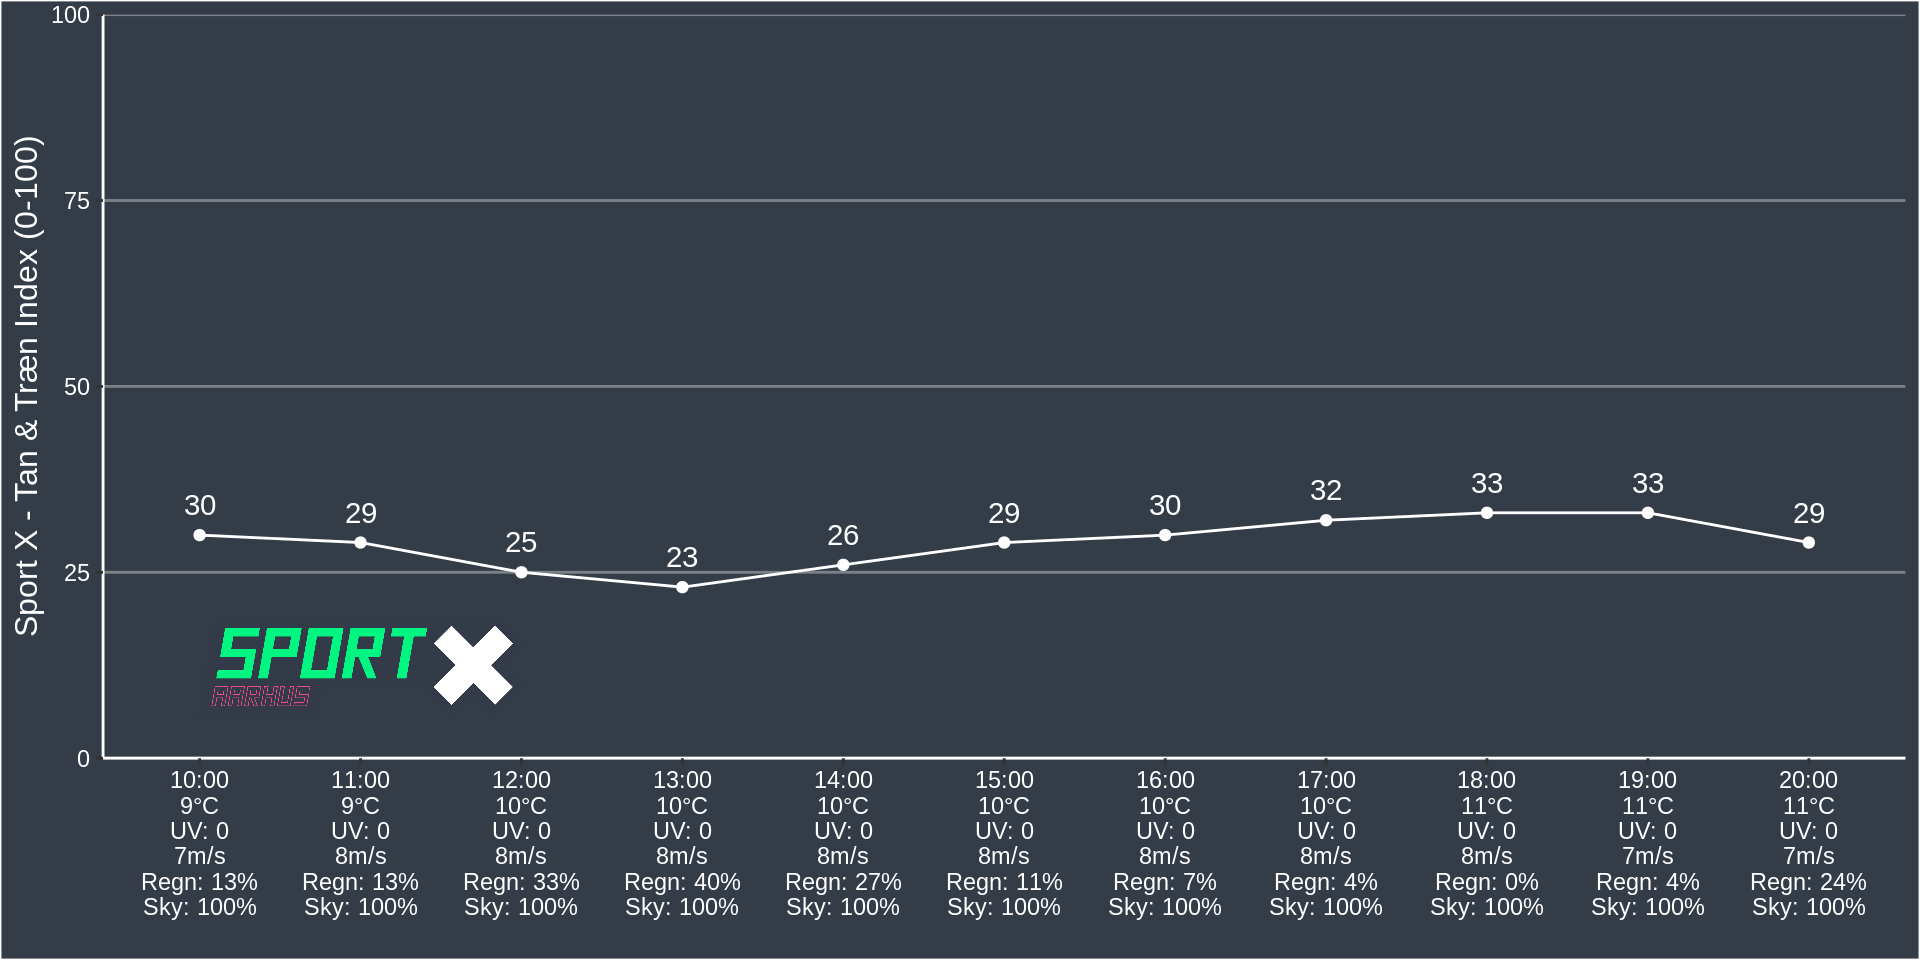 Sport X - Tan & Træn Index (0-100)
100
75
50
25
0
30
29
25
23
26
29
30
32
33
33
29
SPORT X
AARHUS
10:00
9°C
UV: 0
7m/s
Regn: 13%
Sky: 100%
11:00
9°C
UV: 0
8m/s
Regn: 13%
Sky: 100%
12:00
10°C
UV: 0
8m/s
Regn: 33%
Sky: 100%
13:00
10°C
UV: 0
8m/s
Regn: 40%
Sky: 100%
14:00
10°C
UV: 0
8m/s
Regn: 27%
Sky: 100%
15:00
10°C
UV: 0
8m/s
Regn: 11%
Sky: 100%
16:00
10°C
UV: 0
8m/s
Regn: 7%
Sky: 100%
17:00
10°C
UV: 0
8m/s
Regn: 4%
Sky: 100%
18:00
11°C
UV: 0
8m/s
Regn: 0%
Sky: 100%
19:00
11°C
UV: 0
7m/s
Regn: 4%
Sky: 100%
20:00
11°C
UV: 0
7m/s
Regn: 24%
Sky: 100%